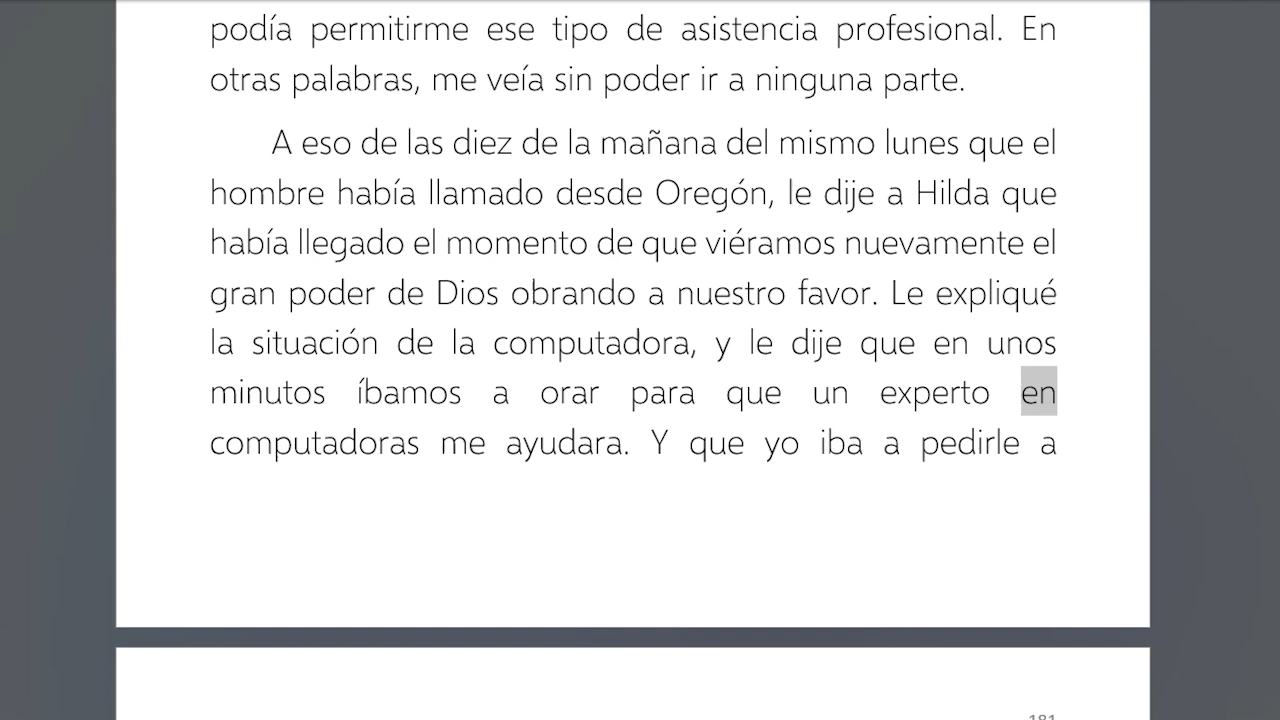 podía permitirme ese tipo de asistencia profesional. En
otras palabras, me veía sin poder ir a ninguna parte.
A eso de las diez de la mañana del mismo lunes que el
hombre había llamado desde Oregón, le dije a Hilda que
había llegado el momento de que viéramos nuevamente el
gran poder de Dios obrando a nuestro favor. Le expliqué
la situación de la computadora, y le dije que en unos
minutos íbamos a orar para que un experto en
computadoras me ayudara. Y que yo iba a pedirle a
181